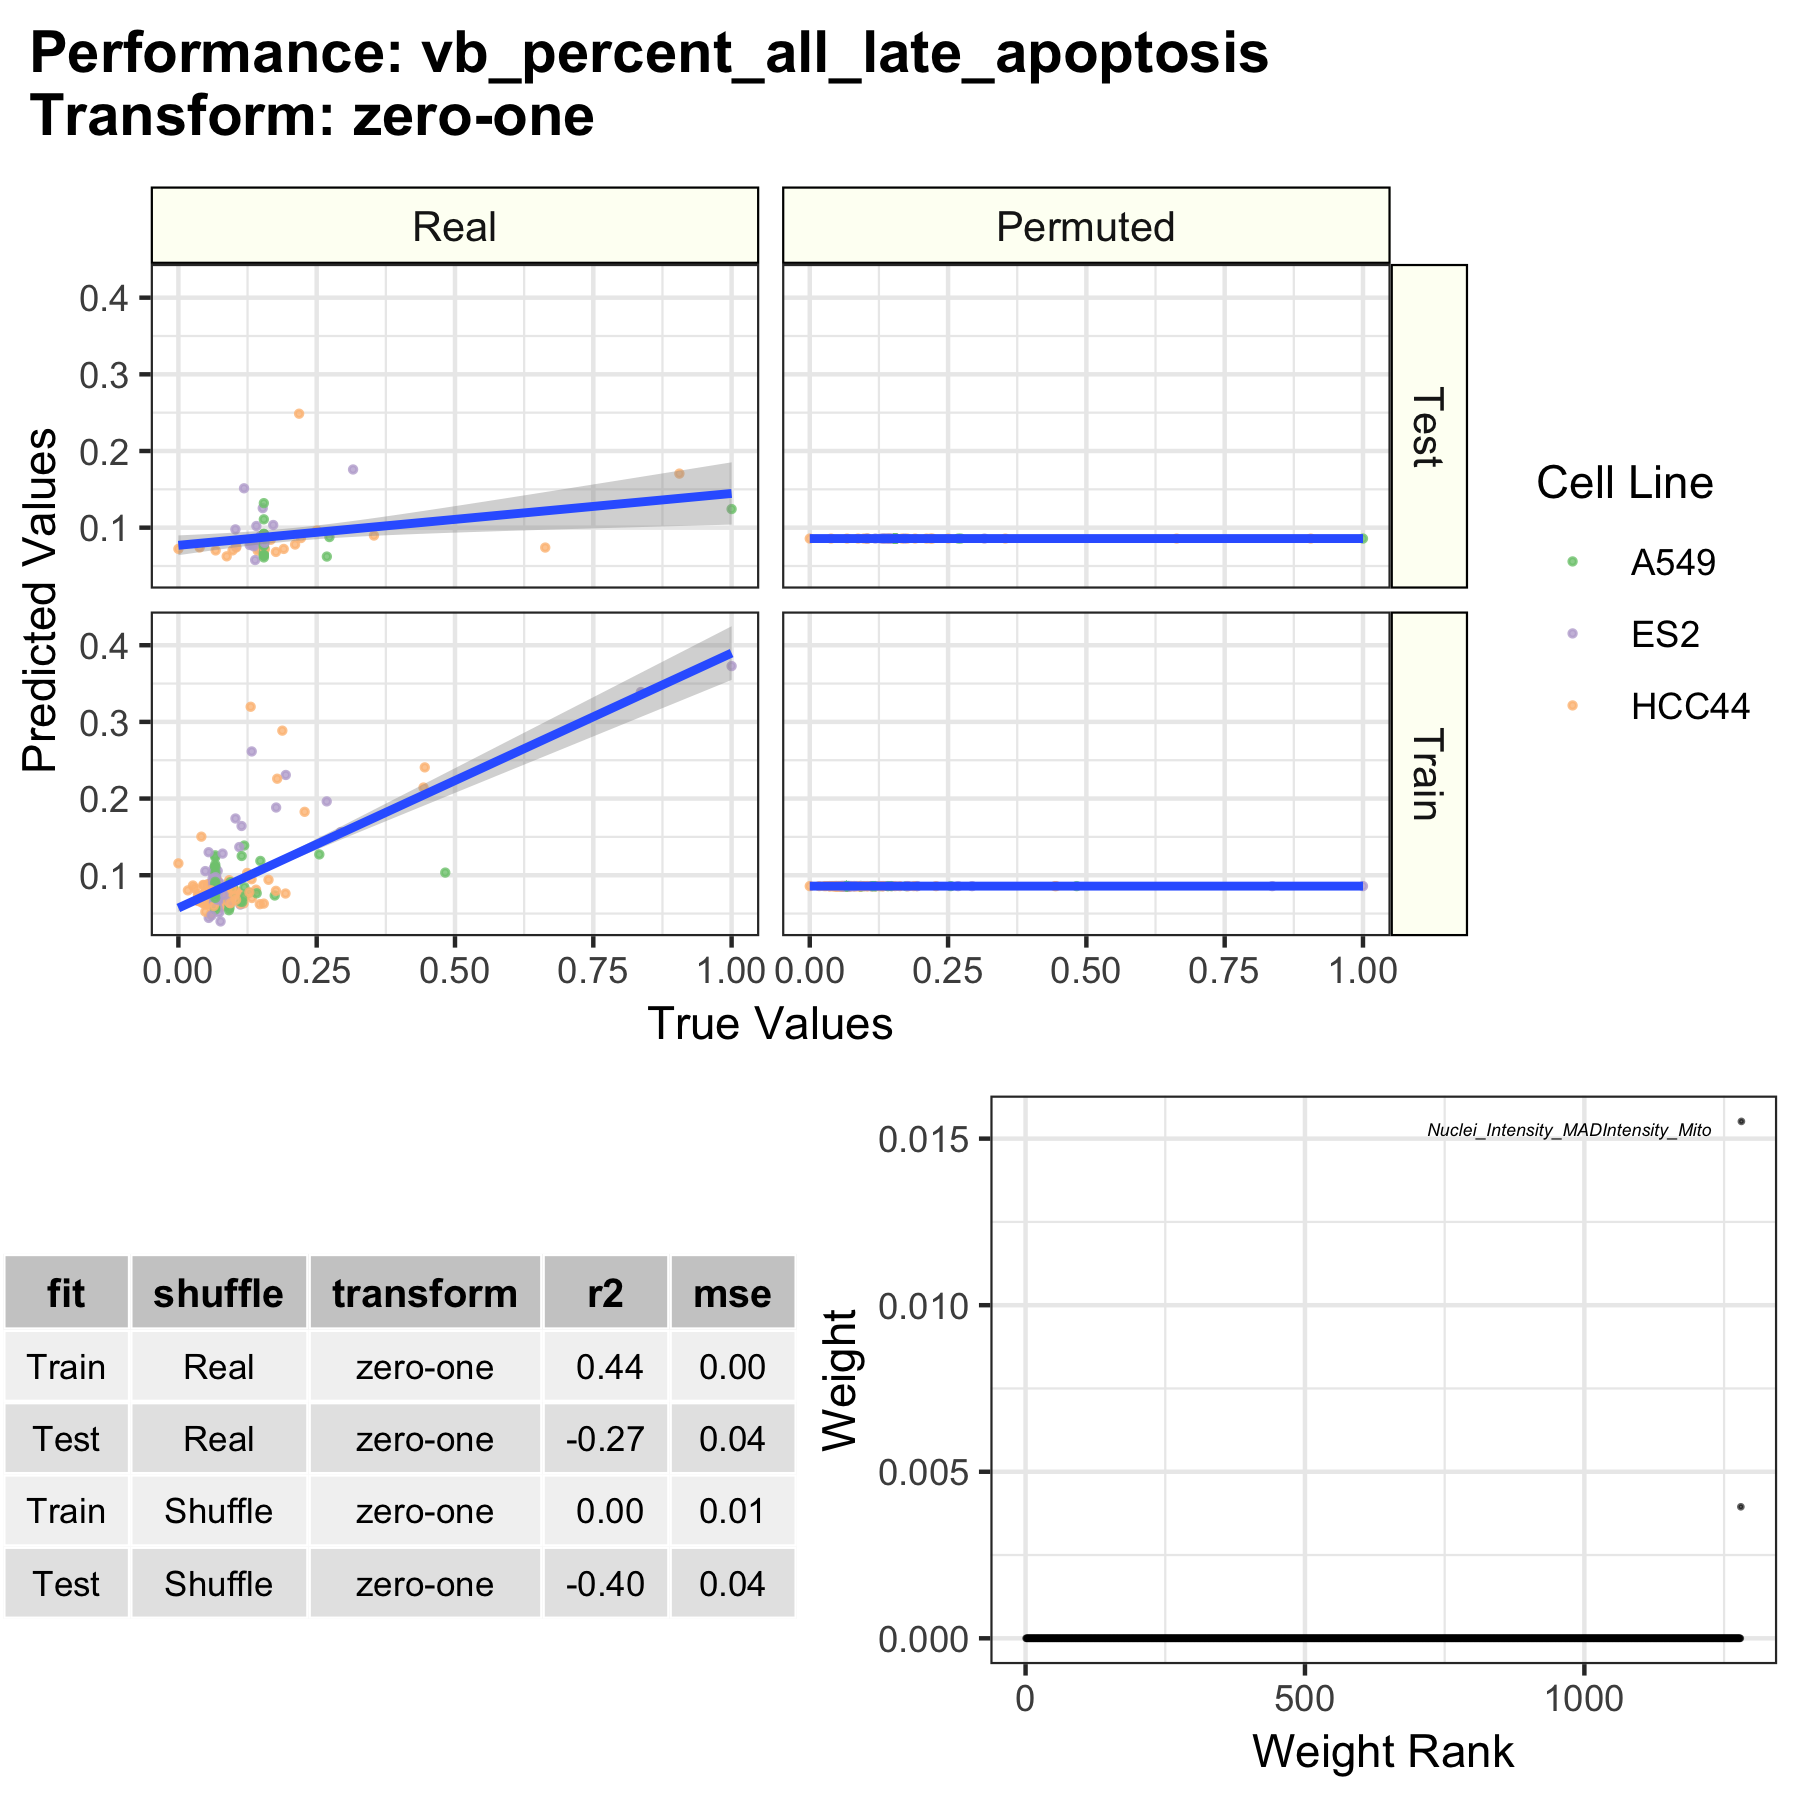 Performance: vb_percent_all_late_apoptosis
Transform: zero-one
Real
Permuted
0.4
0.3
0.2
0.1
Test
0.4
0.3
0.2
0.1
Train
Predicted Values
0.00
0.25
0.50
0.75
1.00
0.00
0.25
0.50
0.75
1.00
True Values
Cell Line
A549
ES2
HCC44
fit shuffle transform r2 mse
Train Real zero-one 0.44 0.00
Test Real zero-one -0.27 0.04
Train Shuffle zero-one 0.00 0.01
Test Shuffle zero-one -0.40 0.04
Nuclei_Intensity_MADIntensity_Mito
0.015
0.010
0.005
0.000
Weight
0
500
1000
Weight Rank